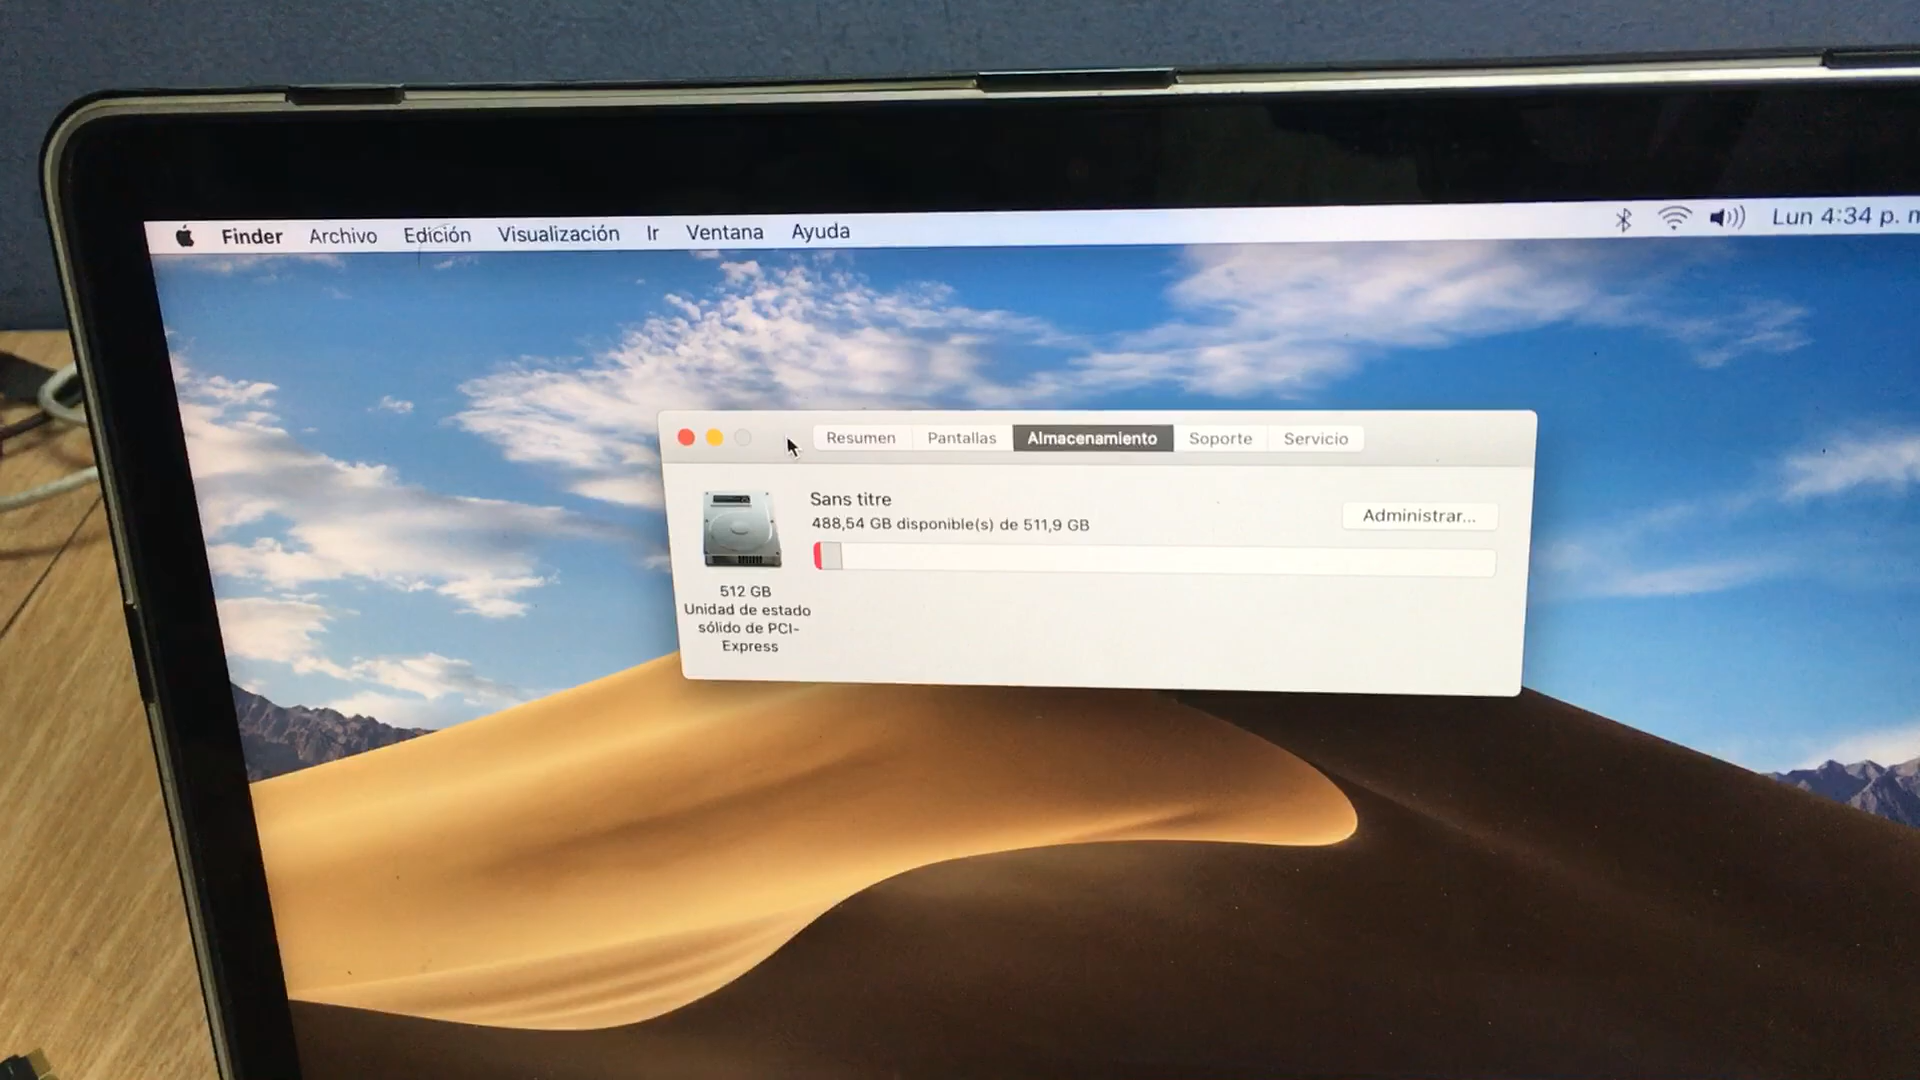 Finder Archivo Edición Visualización Ir Ventana Ayuda Lun 4:34 p.
Resumen Pantallas Almacenamiento Soporte Servicio
Sans titre
488,54 GB disponible(s) de 511,9 GB
Administrar...
512 GB
Unidad de estado
sólido de PCI-
Express